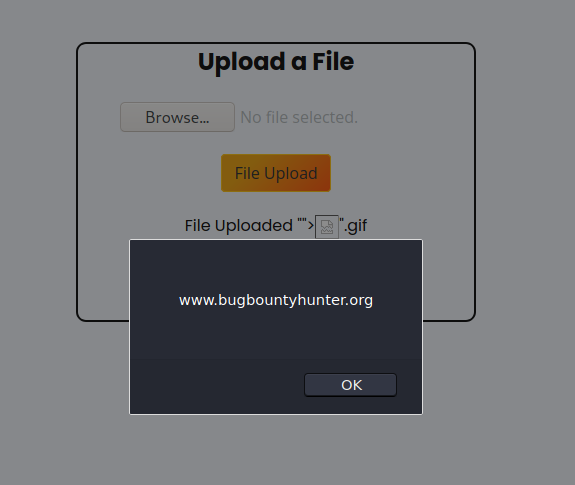 Upload a File
Browse... No file selected.
File Upload
File Uploaded "">".gif
www.bugbountyhunter.org
OK